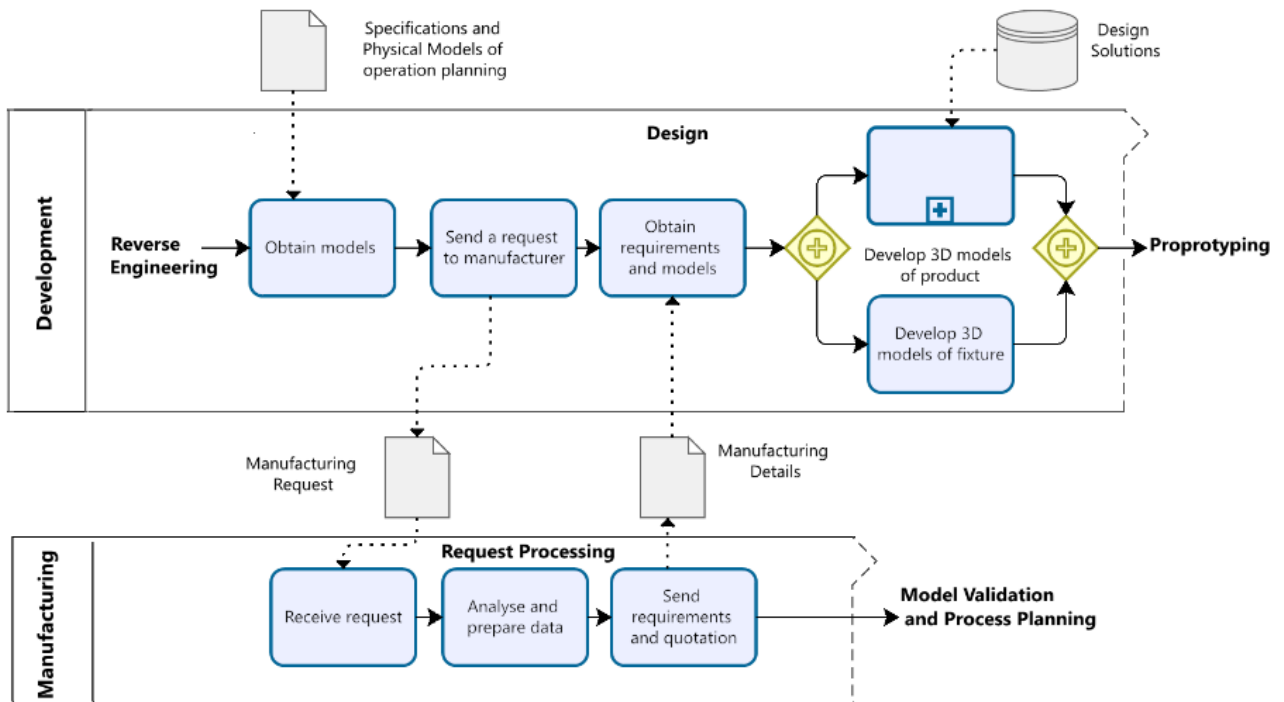 Specifications and
Physical Models of
operation planning
Design
Solutions
Design
Development
Reverse
Engineering
Obtain models
Send a request
to manufacturer
Obtain
requirements
and models
Develop 3D models
of product
Develop 3D
models of fixture
Proprotyping
Manufacturing
Request
Manufacturing
Details
Manufacturing
Request Processing
Receive request
Analyse and
prepare data
Send
requirements
and quotation
Model Validation
and Process Planning